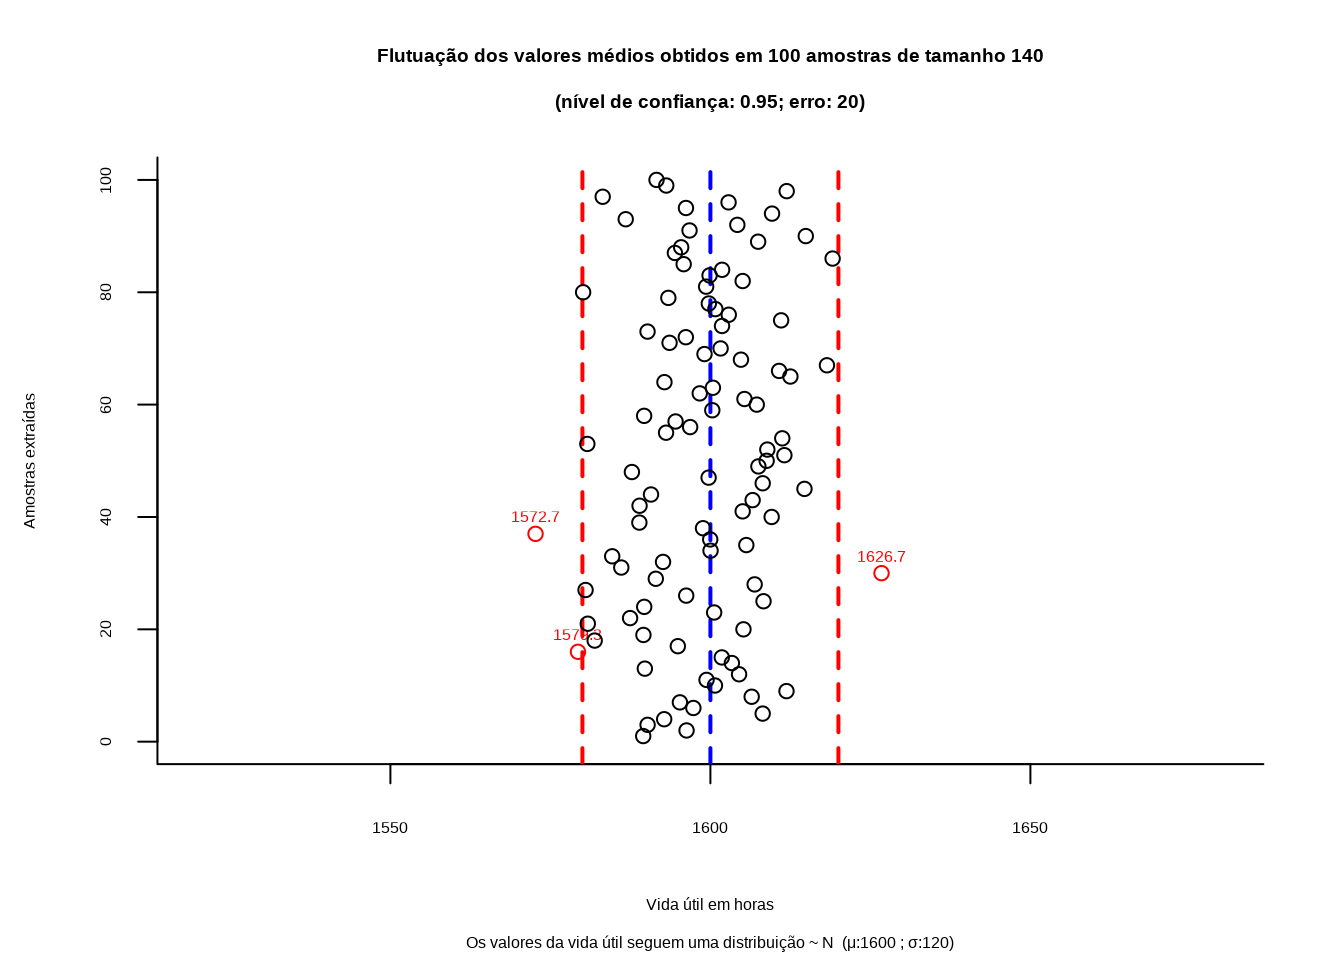 Flutuação dos valores médios obtidos em 100 amostras de tamanho 140
(nível de confiança: 0.95; erro: 20)
100
80
60
40
20
0
Amostras extraídas
1572.7
1626.7
1550
1600
1650
Vida útil em horas
Os valores da vida útil seguem uma distribuição ~ N (μ:1600 ; σ:120)